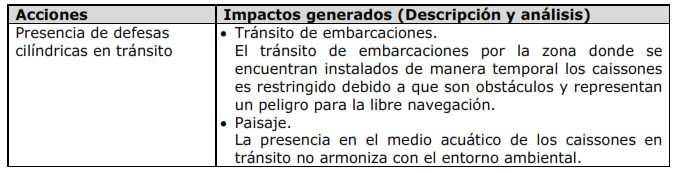 Acciones
Impactos generados (Descripción y análisis)
Presencia de defesas
cilíndricas en tránsito
• Tránsito de embarcaciones.
El tránsito de embarcaciones por la zona donde se
encuentran instalados de manera temporal los caissones
es restringido debido a que son obstáculos y representan
un peligro para la libre navegación.
• Paisaje.
La presencia en el medio acuático de los caissones en
tránsito no armoniza con el entorno ambiental.